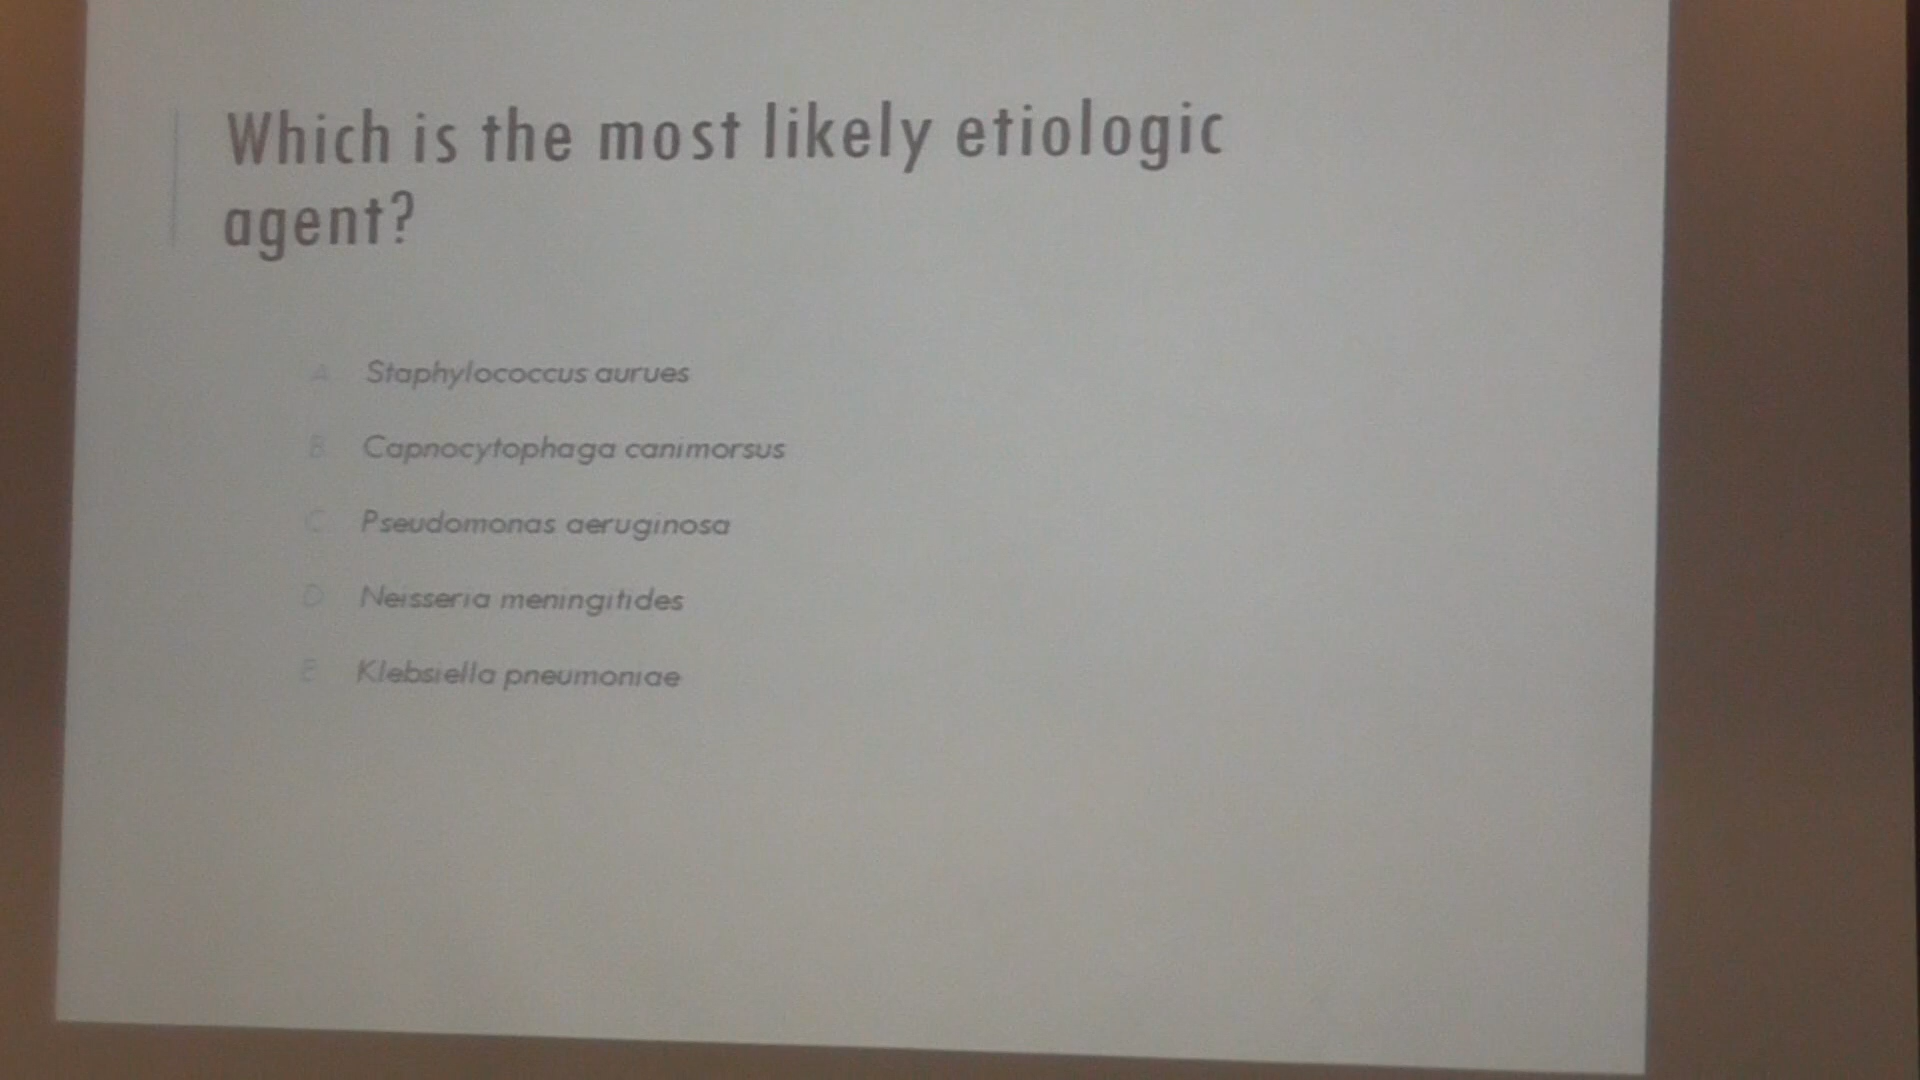 Which is the most likely etiologic
agent?
A Staphylococcus aurues
B Capnocytophaga canimorsus
C Pseudomonas aeruginosa
D Neisseria meningitides
E Klebsiella pneumoniae